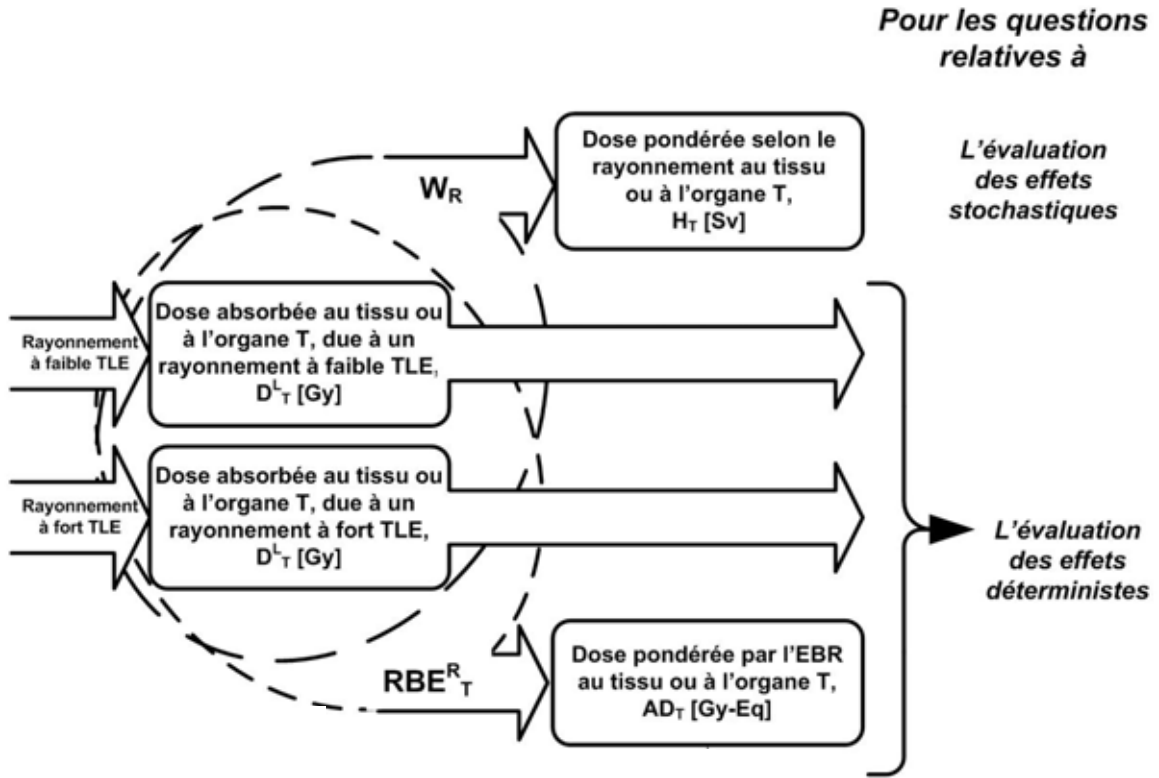 Pour les questions
relatives à
Dose pondérée selon le
rayonnement au tissu
ou à l'organe T,
H_T [Sv]
L'évaluation
des effets
stochastiques
W_R
Rayonnement
à faible TLE
Dose absorbée au tissu ou
à l'organe T, due à un
rayonnement à faible TLE,
D^L_T [Gy]
Rayonnement
à fort TLE
Dose absorbée au tissu ou
à l'organe T, due à un
rayonnement à fort TLE,
D^L_T [Gy]
L'évaluation
des effets
déterministes
RBE^R_T
Dose pondérée par l'EBR
au tissu ou à l'organe T,
AD_T [Gy-Eq]